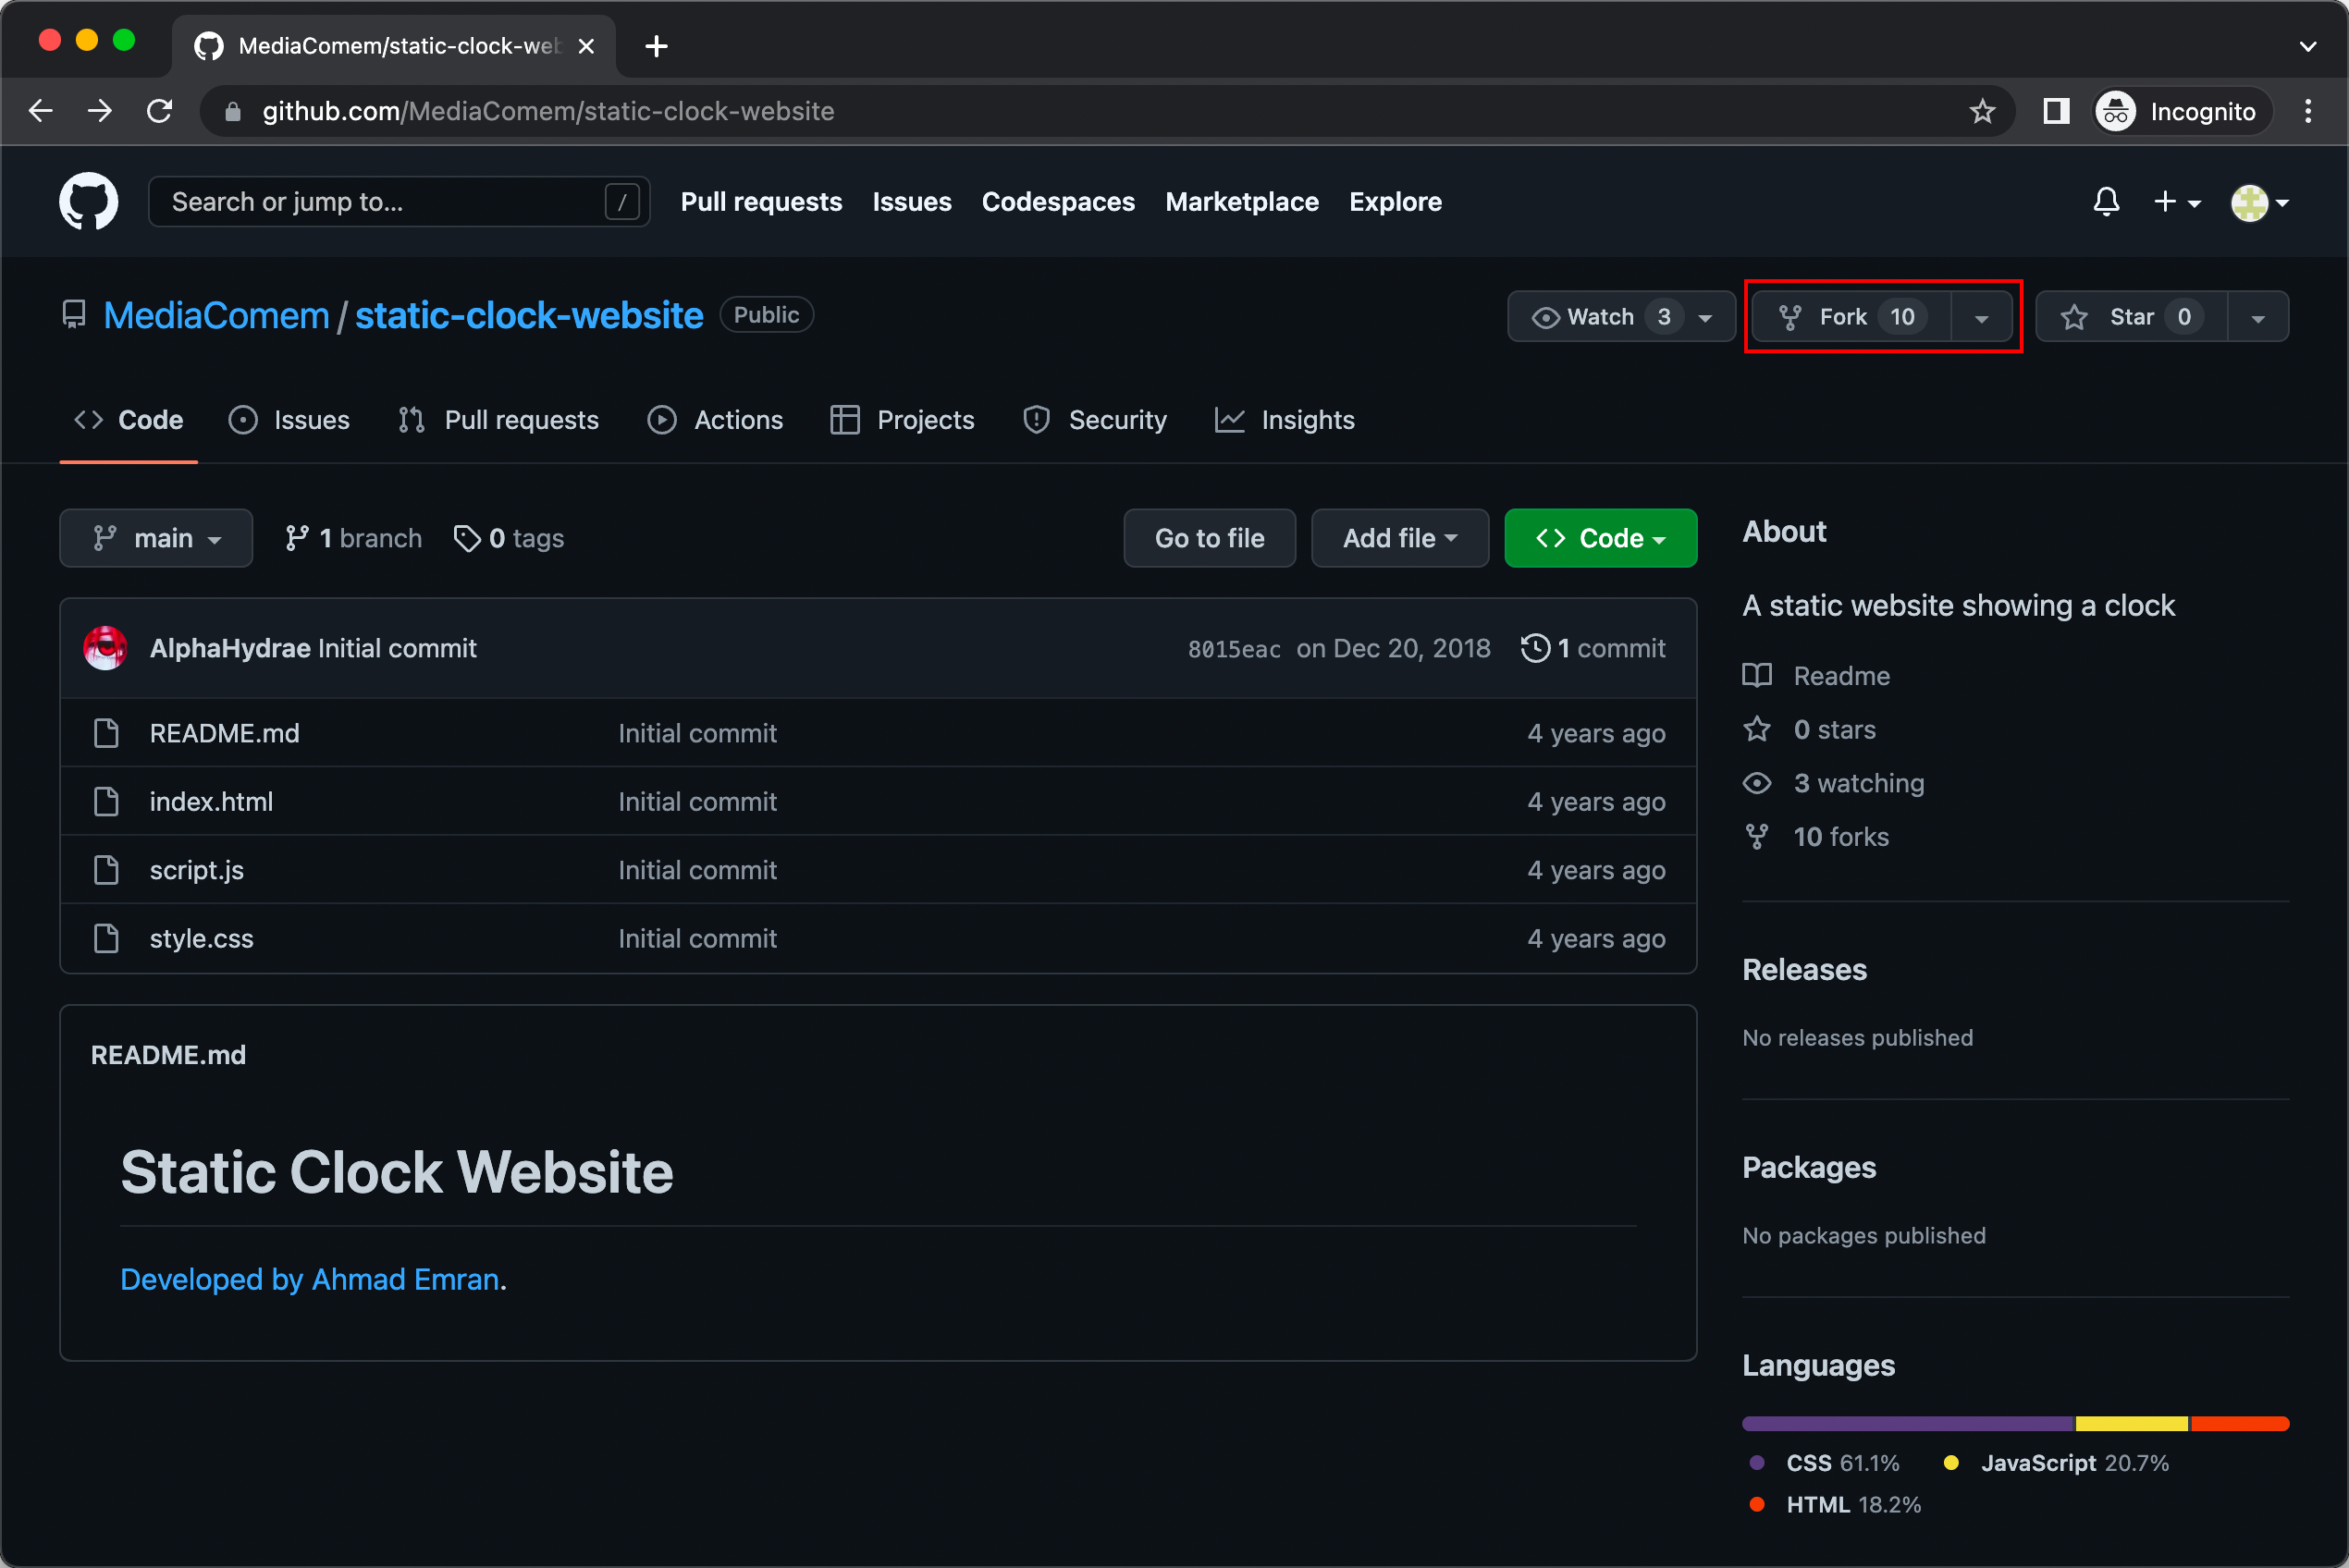 MediaComem/static-clock-web
github.com/MediaComem/static-clock-website
Incognito
Search or jump to... /
Pull requests Issues Codespaces Marketplace Explore
MediaComem / static-clock-website Public
Watch 3 Fork 10 Star 0
Code Issues Pull requests Actions Projects Security Insights
main 1 branch 0 tags Go to file Add file Code
AlphaHydrae Initial commit 8015eac on Dec 20, 2018 1 commit
README.md Initial commit 4 years ago
index.html Initial commit 4 years ago
script.js Initial commit 4 years ago
style.css Initial commit 4 years ago
README.md
Static Clock Website
Developed by Ahmad Emran.
About
A static website showing a clock
Readme
0 stars
3 watching
10 forks
Releases
No releases published
Packages
No packages published
Languages
CSS 61.1% JavaScript 20.7%
HTML 18.2%